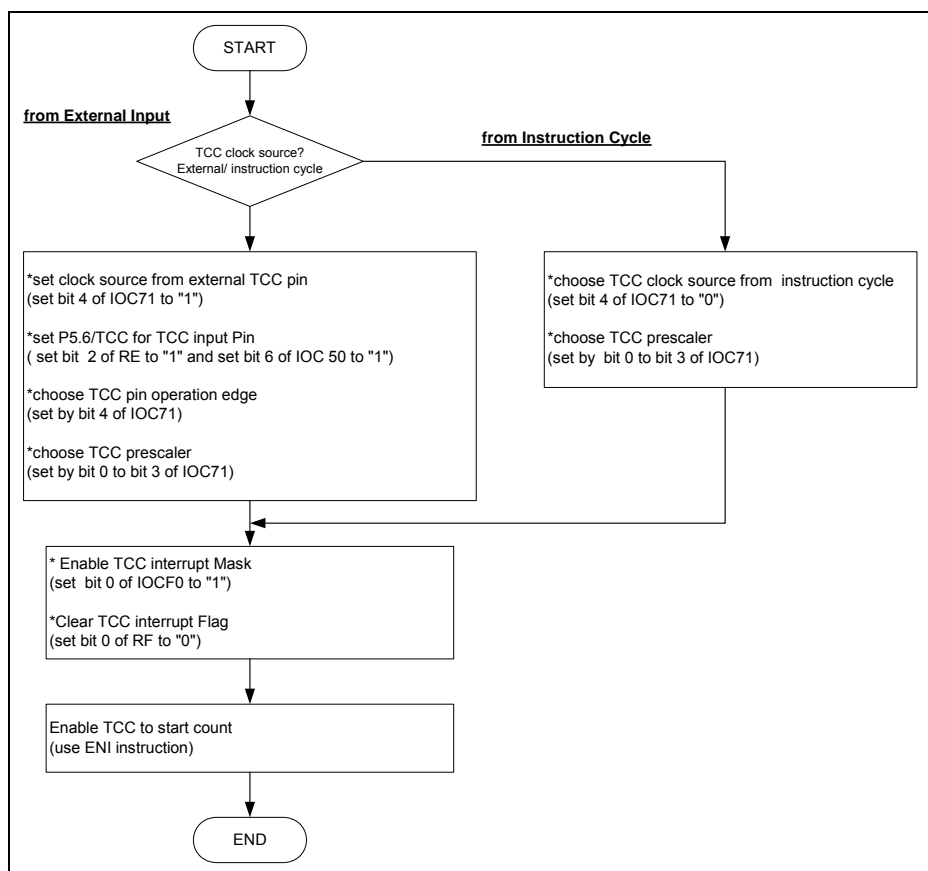 START
from External Input
from Instruction Cycle
TCC clock source?
External/ instruction cycle
*set clock source from external TCC pin
(set bit 4 of IOC71 to "1")
*set P5.6/TCC for TCC input Pin
( set bit  2 of RE to "1" and set bit 6 of IOC 50 to "1")
*choose TCC pin operation edge
(set by bit 4 of IOC71)
*choose TCC prescaler
(set by bit 0 to bit 3 of IOC71)
*choose TCC clock source from  instruction cycle
(set bit 4 of IOC71 to "0")
*choose TCC prescaler
(set by  bit 0 to bit 3 of IOC71)
* Enable TCC interrupt Mask
(set  bit 0 of IOCF0 to "1")
*Clear TCC interrupt Flag
(set bit 0 of RF to "0")
Enable TCC to start count
(use ENI instruction)
END